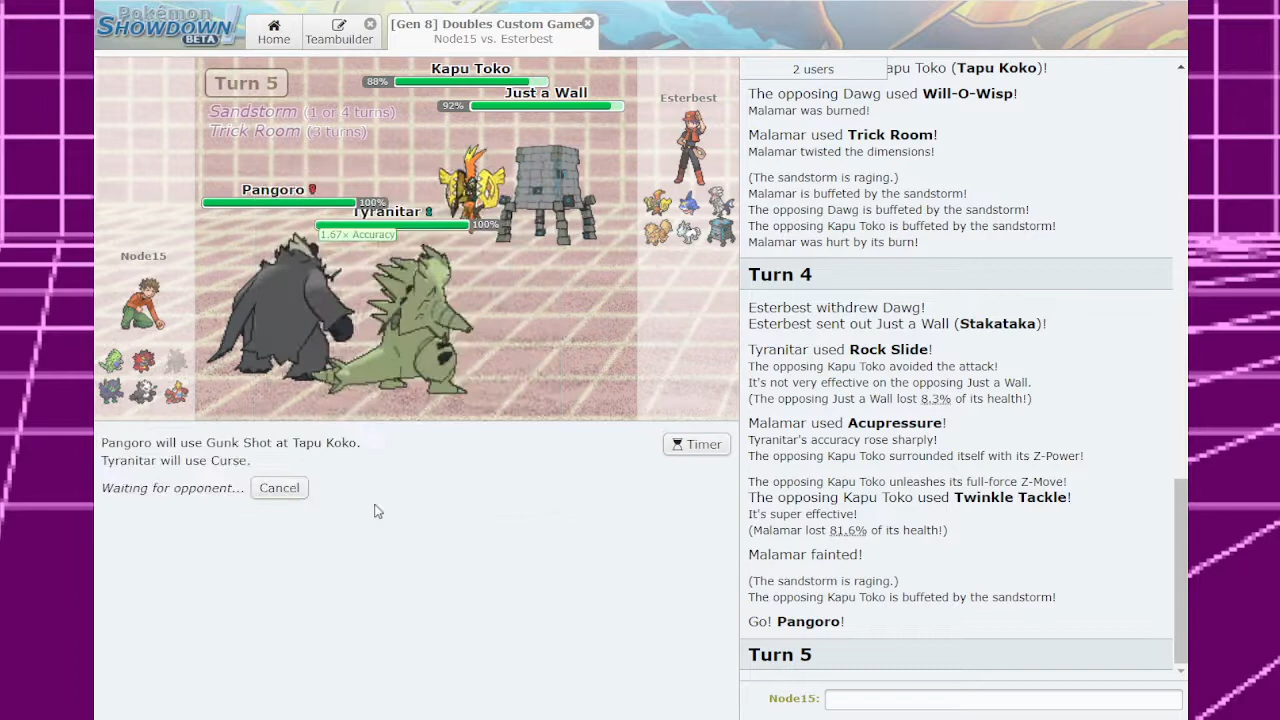 Pokémon
SHOWDOWN!
BETA
Home
Teambuilder
[Gen 8] Doubles Custom Game
Node15 vs. Esterbest
Turn 5
Sandstorm (1 or 4 turns)
Trick Room (3 turns)
Kapu Toko
88%
Just a Wall
92%
Pangoro
100%
Tyranitar
100%
1.67× Accuracy
Esterbest
Node15
Pangoro will use Gunk Shot at Tapu Koko.
Tyranitar will use Curse.
Waiting for opponent... Cancel
Timer
2 users
apu Toko (Tapu Koko)!
The opposing Dawg used Will-O-Wisp!
Malamar was burned!
Malamar used Trick Room!
Malamar twisted the dimensions!
(The sandstorm is raging.)
Malamar is buffeted by the sandstorm!
The opposing Dawg is buffeted by the sandstorm!
The opposing Kapu Toko is buffeted by the sandstorm!
Malamar was hurt by its burn!
Turn 4
Esterbest withdrew Dawg!
Esterbest sent out Just a Wall (Stakataka)!
Tyranitar used Rock Slide!
The opposing Kapu Toko avoided the attack!
It's not very effective on the opposing Just a Wall.
(The opposing Just a Wall lost 8.3% of its health!)
Malamar used Acupressure!
Tyranitar's accuracy rose sharply!
The opposing Kapu Toko surrounded itself with its Z-Power!
The opposing Kapu Toko unleashes its full-force Z-Move!
The opposing Kapu Toko used Twinkle Tackle!
It's super effective!
(Malamar lost 81.6% of its health!)
Malamar fainted!
(The sandstorm is raging.)
The opposing Kapu Toko is buffeted by the sandstorm!
Go! Pangoro!
Turn 5
Node15: